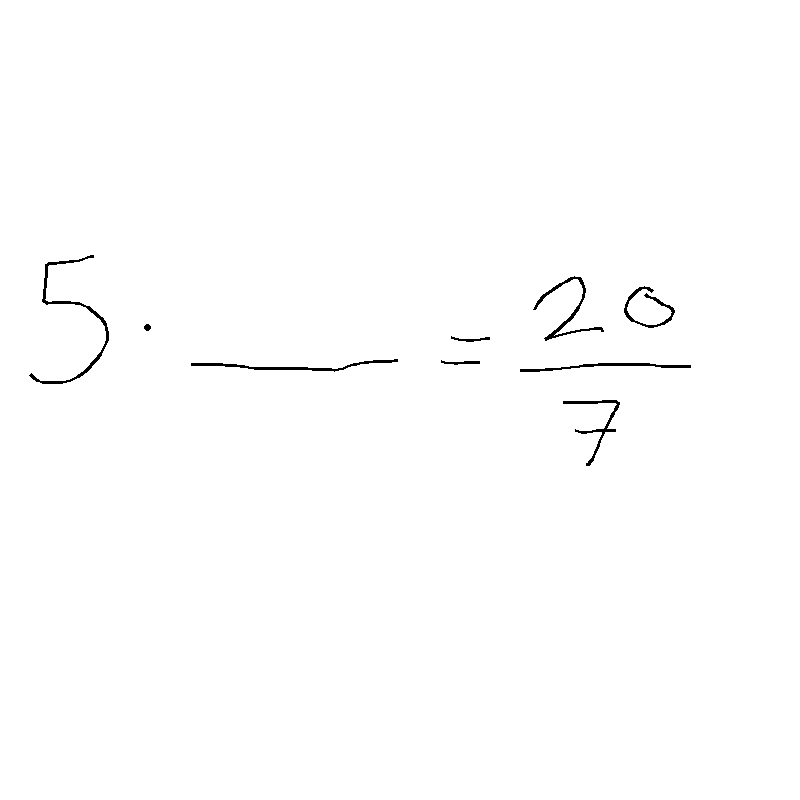 5 · ____ = 20/7